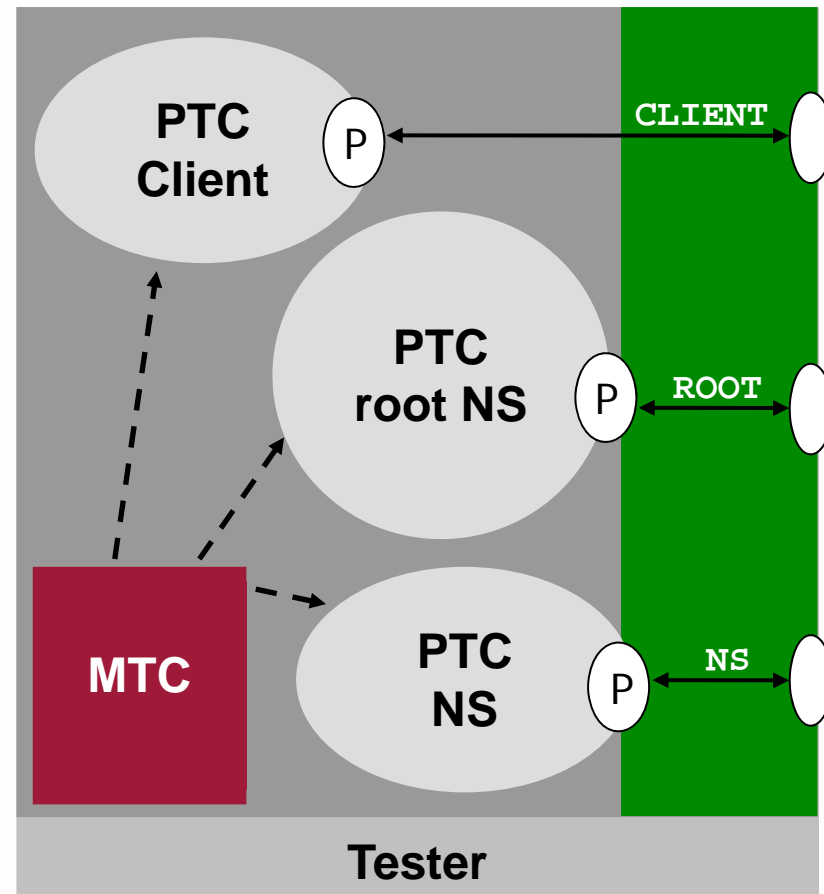 PTC
Client
P
CLIENT
PTC
root NS
P
ROOT
MTC
PTC
NS
P
NS
Tester